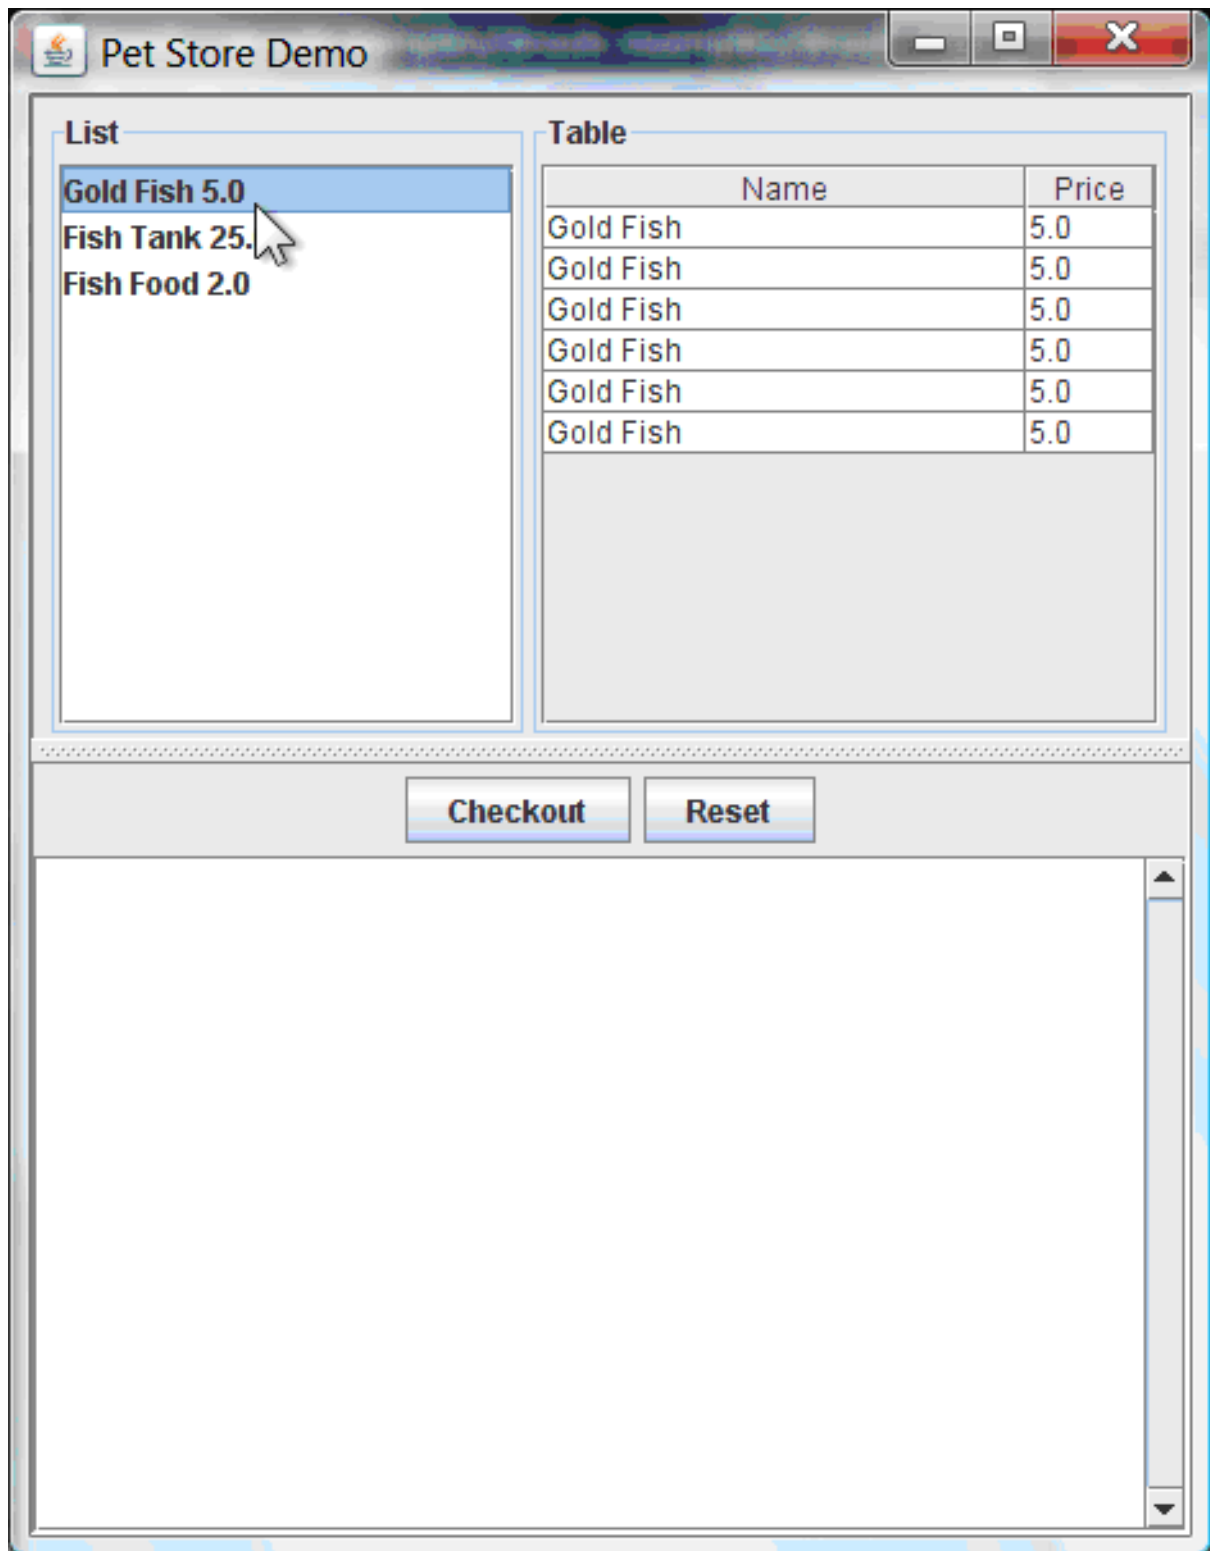 Pet Store Demo
List
Gold Fish 5.0
Fish Tank 25.
Fish Food 2.0
Table
Name Price
Gold Fish 5.0
Gold Fish 5.0
Gold Fish 5.0
Gold Fish 5.0
Gold Fish 5.0
Gold Fish 5.0
Checkout Reset